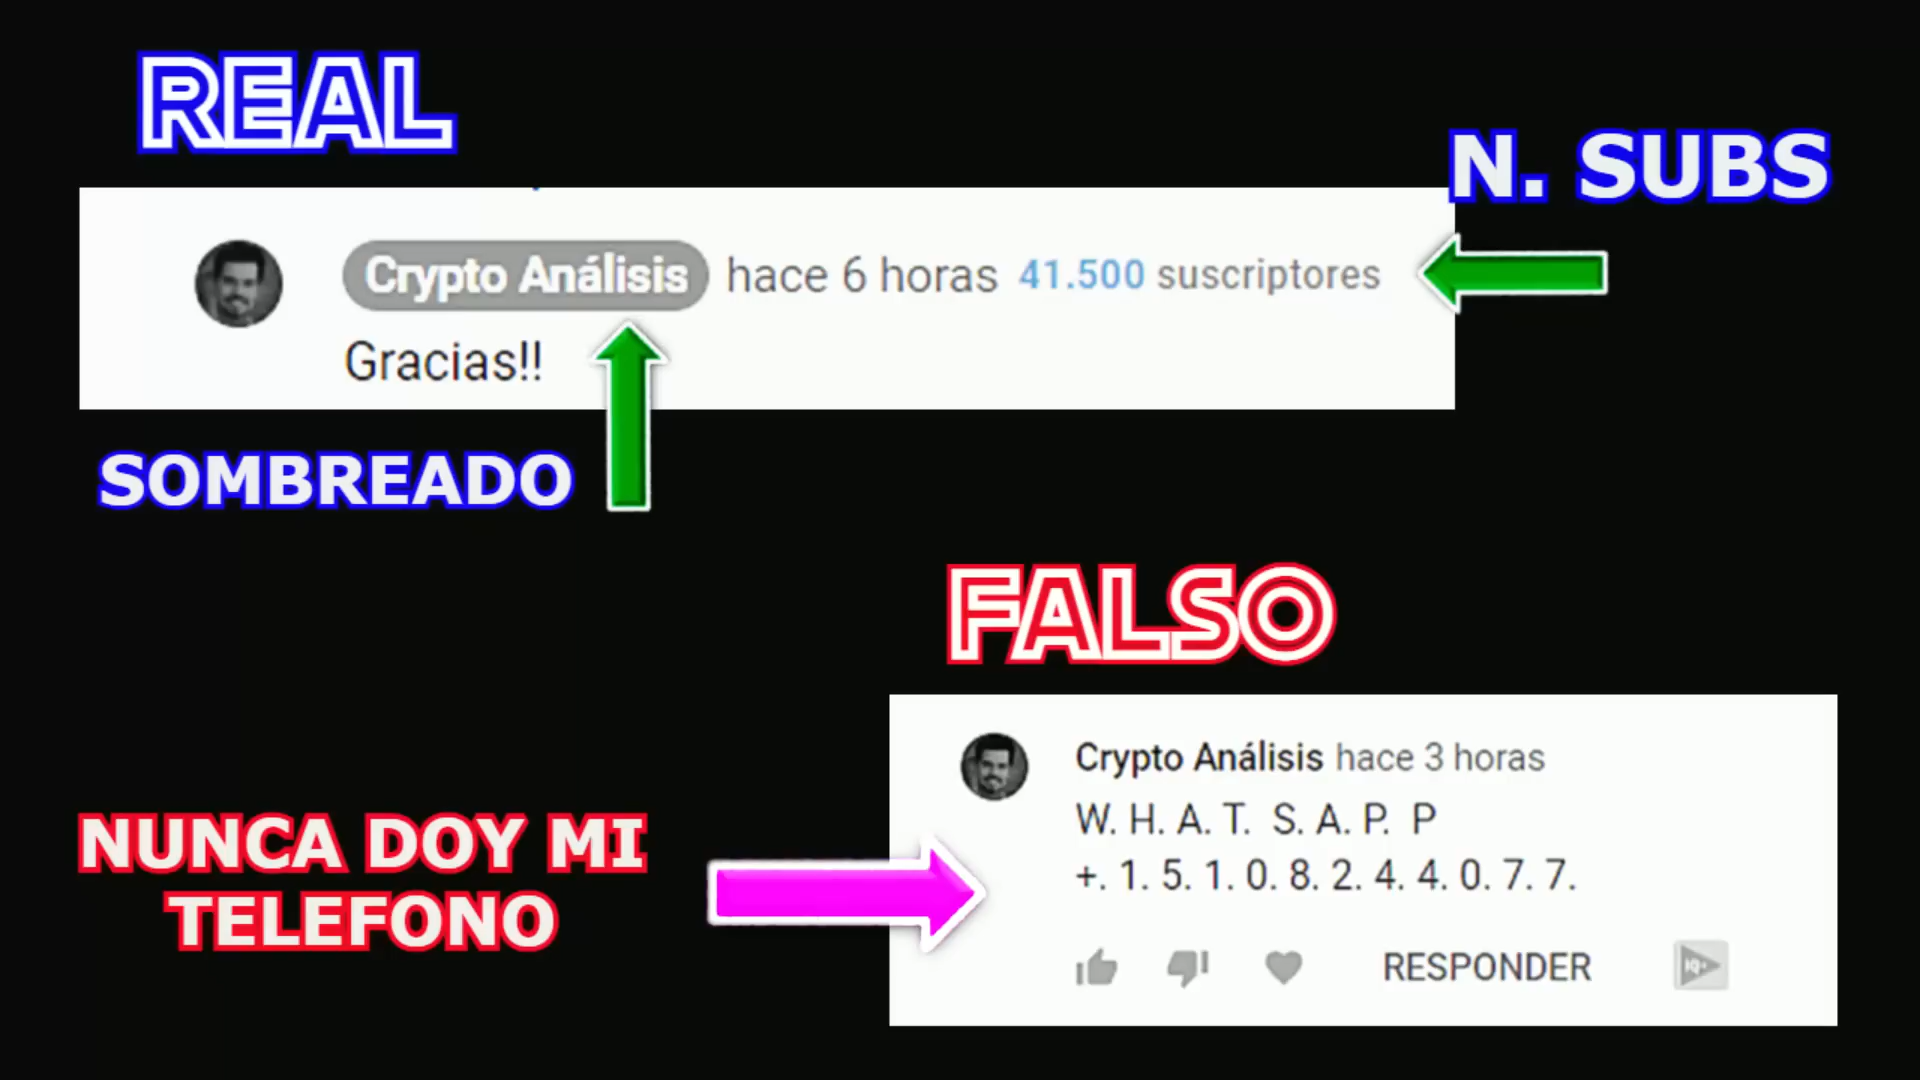 REAL
N. SUBS
Crypto Análisis hace 6 horas 41.500 suscriptores
Gracias!!
SOMBREADO
FALSO
Crypto Análisis hace 3 horas
W. H. A. T. S. A. P. P
+. 1. 5. 1. 0. 8. 2. 4. 4. 0. 7. 7.
NUNCA DOY MI
TELEFONO
RESPONDER
IQ+